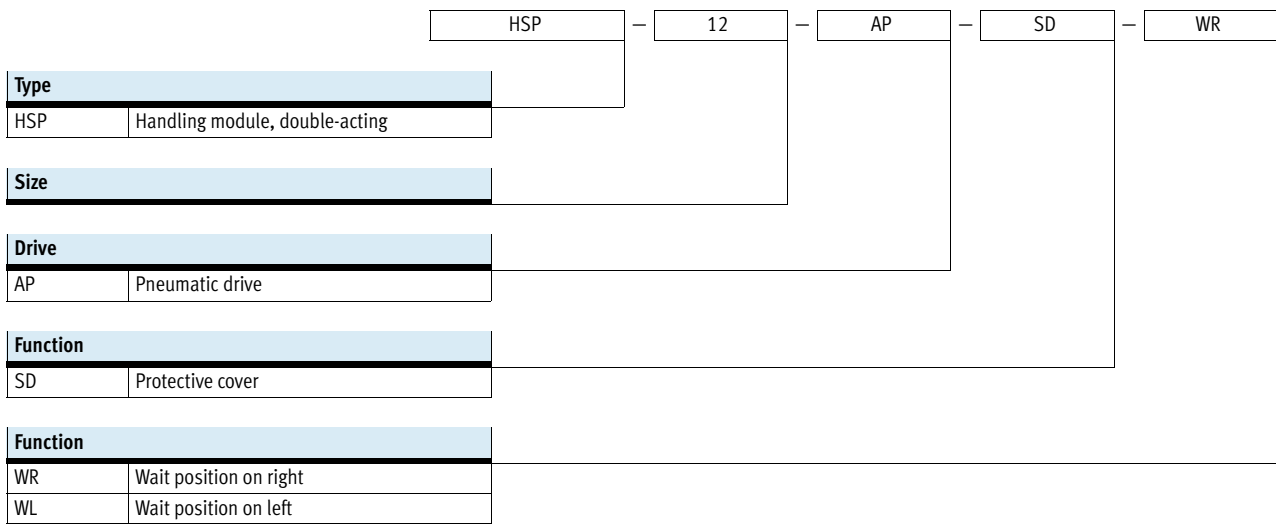 HSP — 12 — AP — SD — WR
Type
HSP Handling module, double-acting
Size
Drive
AP Pneumatic drive
Function
SD Protective cover
Function
WR Wait position on right
WL Wait position on left